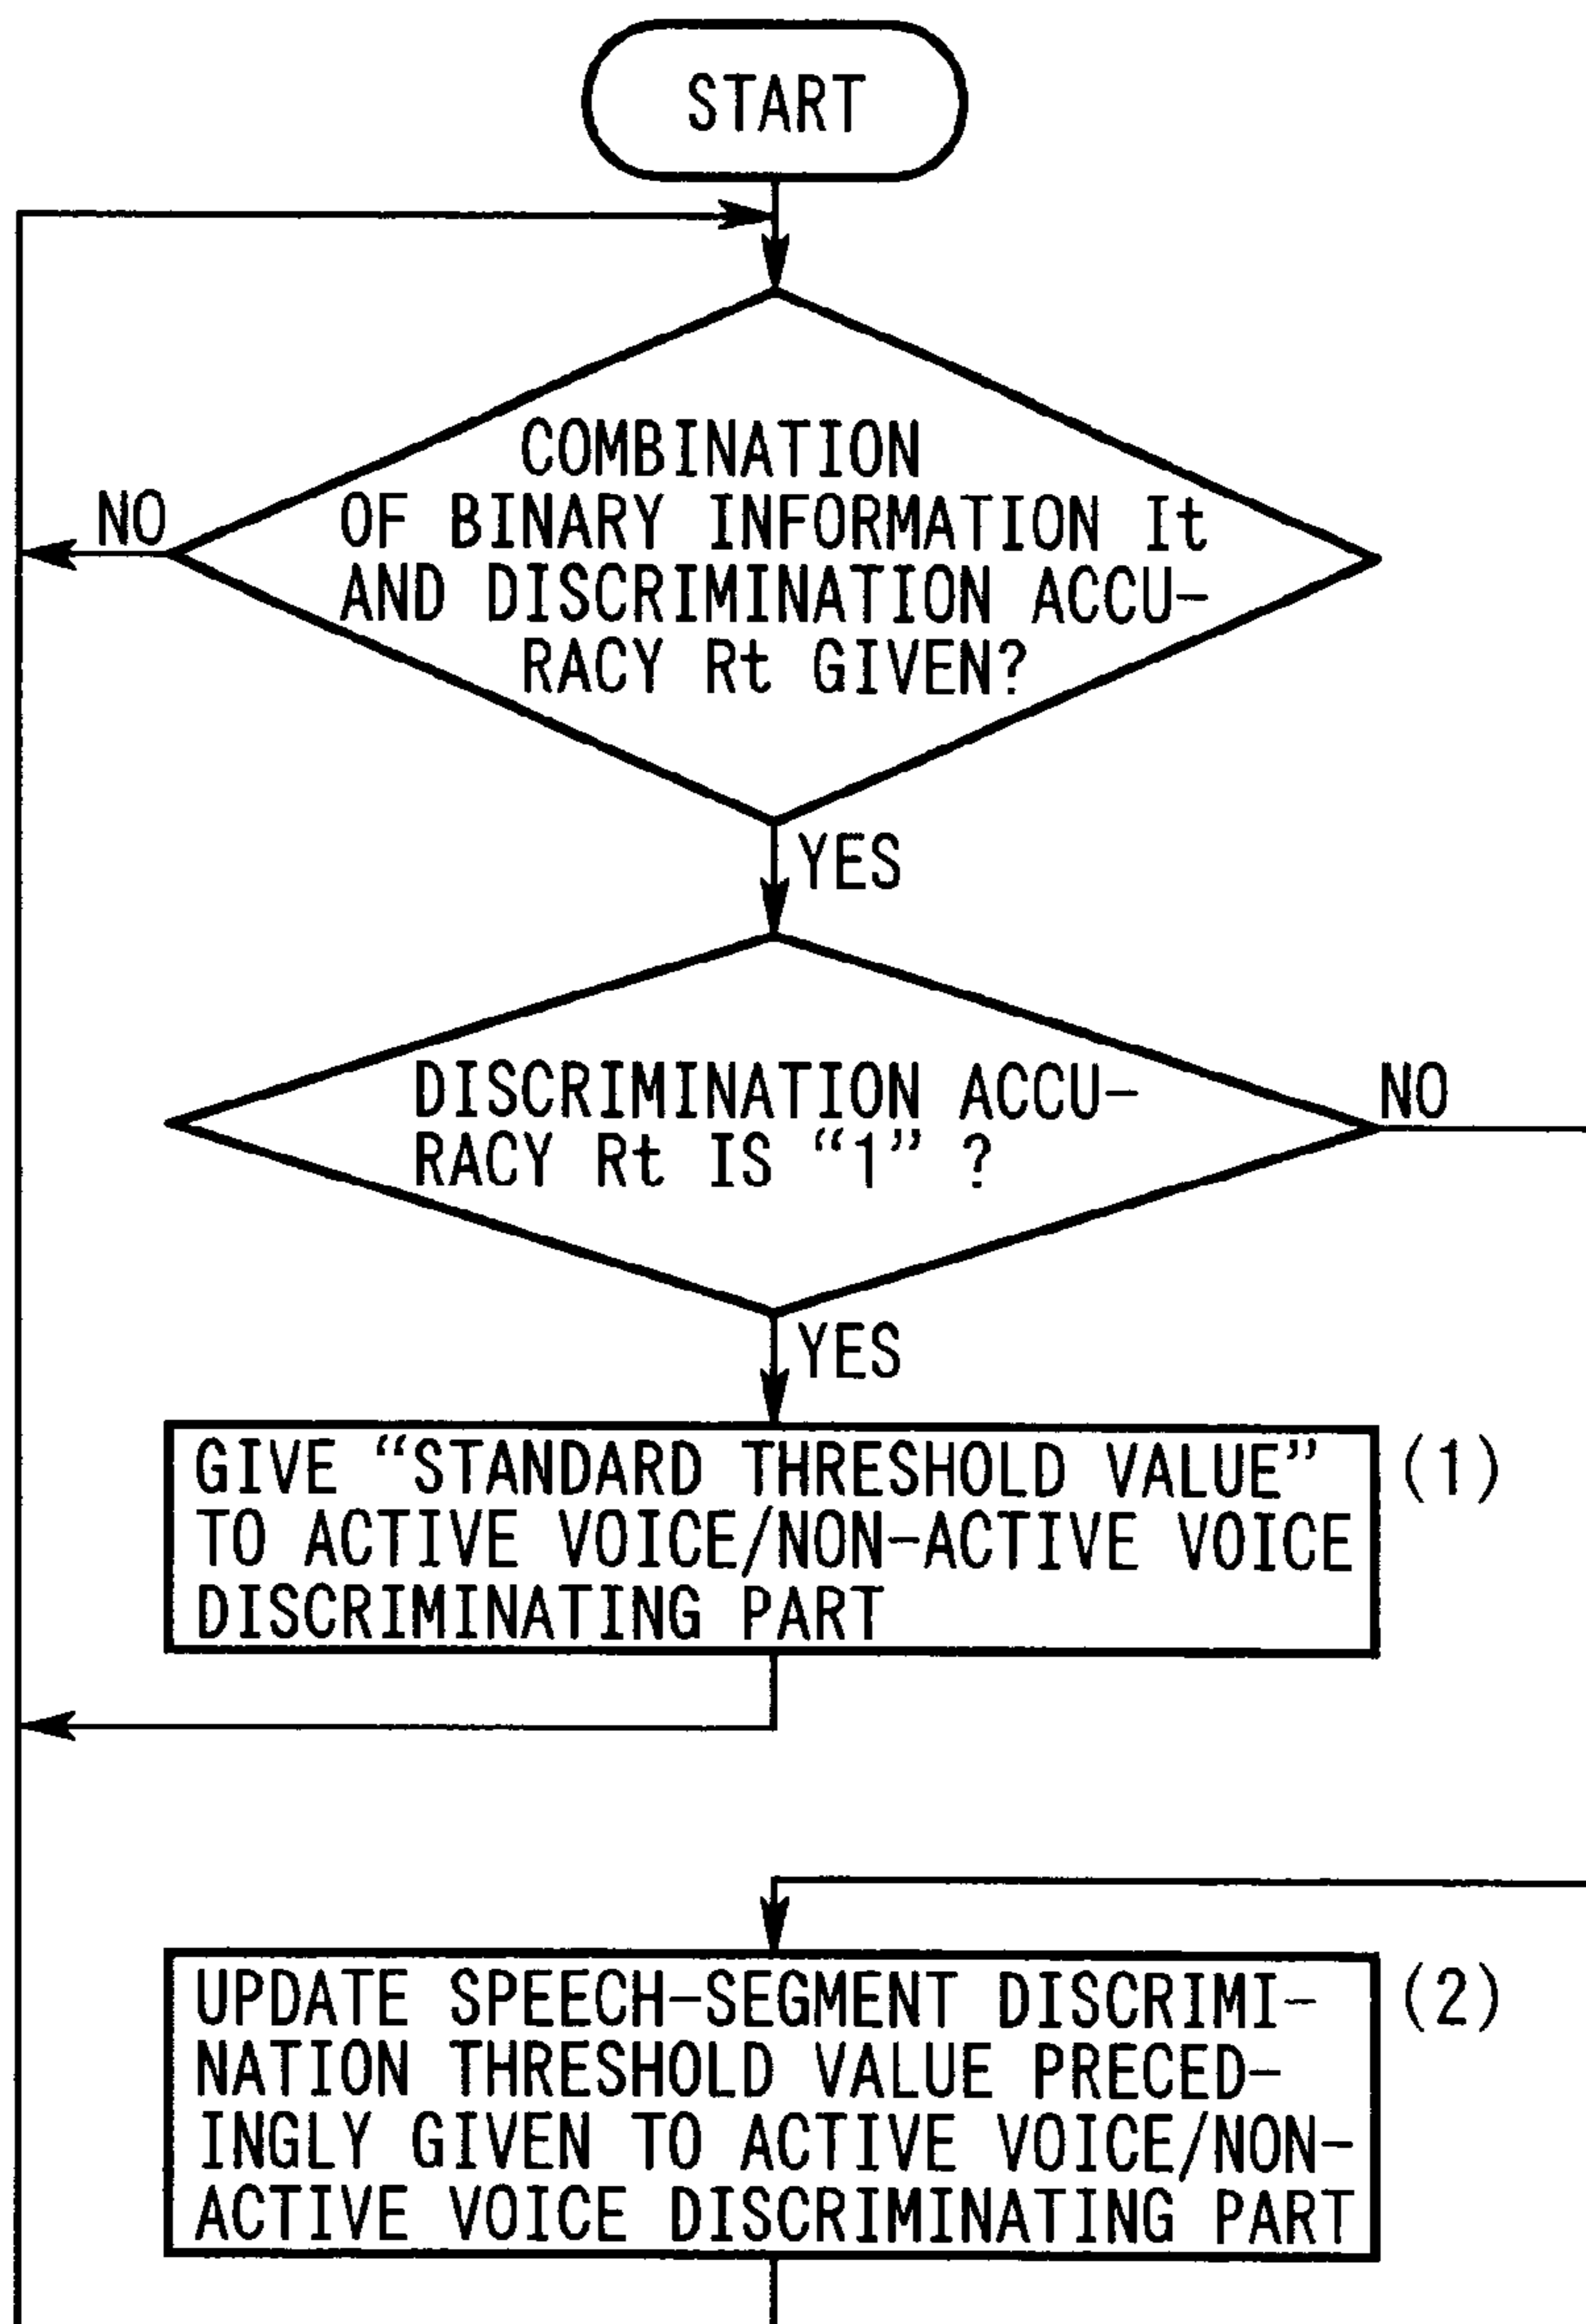 START
COMBINATION
OF BINARY INFORMATION It
AND DISCRIMINATION ACCU-
RACY Rt GIVEN?
NO
YES
DISCRIMINATION ACCU-
RACY Rt IS “1” ?
NO
YES
GIVE “STANDARD THRESHOLD VALUE”
TO ACTIVE VOICE/NON-ACTIVE VOICE
DISCRIMINATING PART
(1)
UPDATE SPEECH-SEGMENT DISCRIMI-
NATION THRESHOLD VALUE PRECED-
INGLY GIVEN TO ACTIVE VOICE/NON-
ACTIVE VOICE DISCRIMINATING PART
(2)